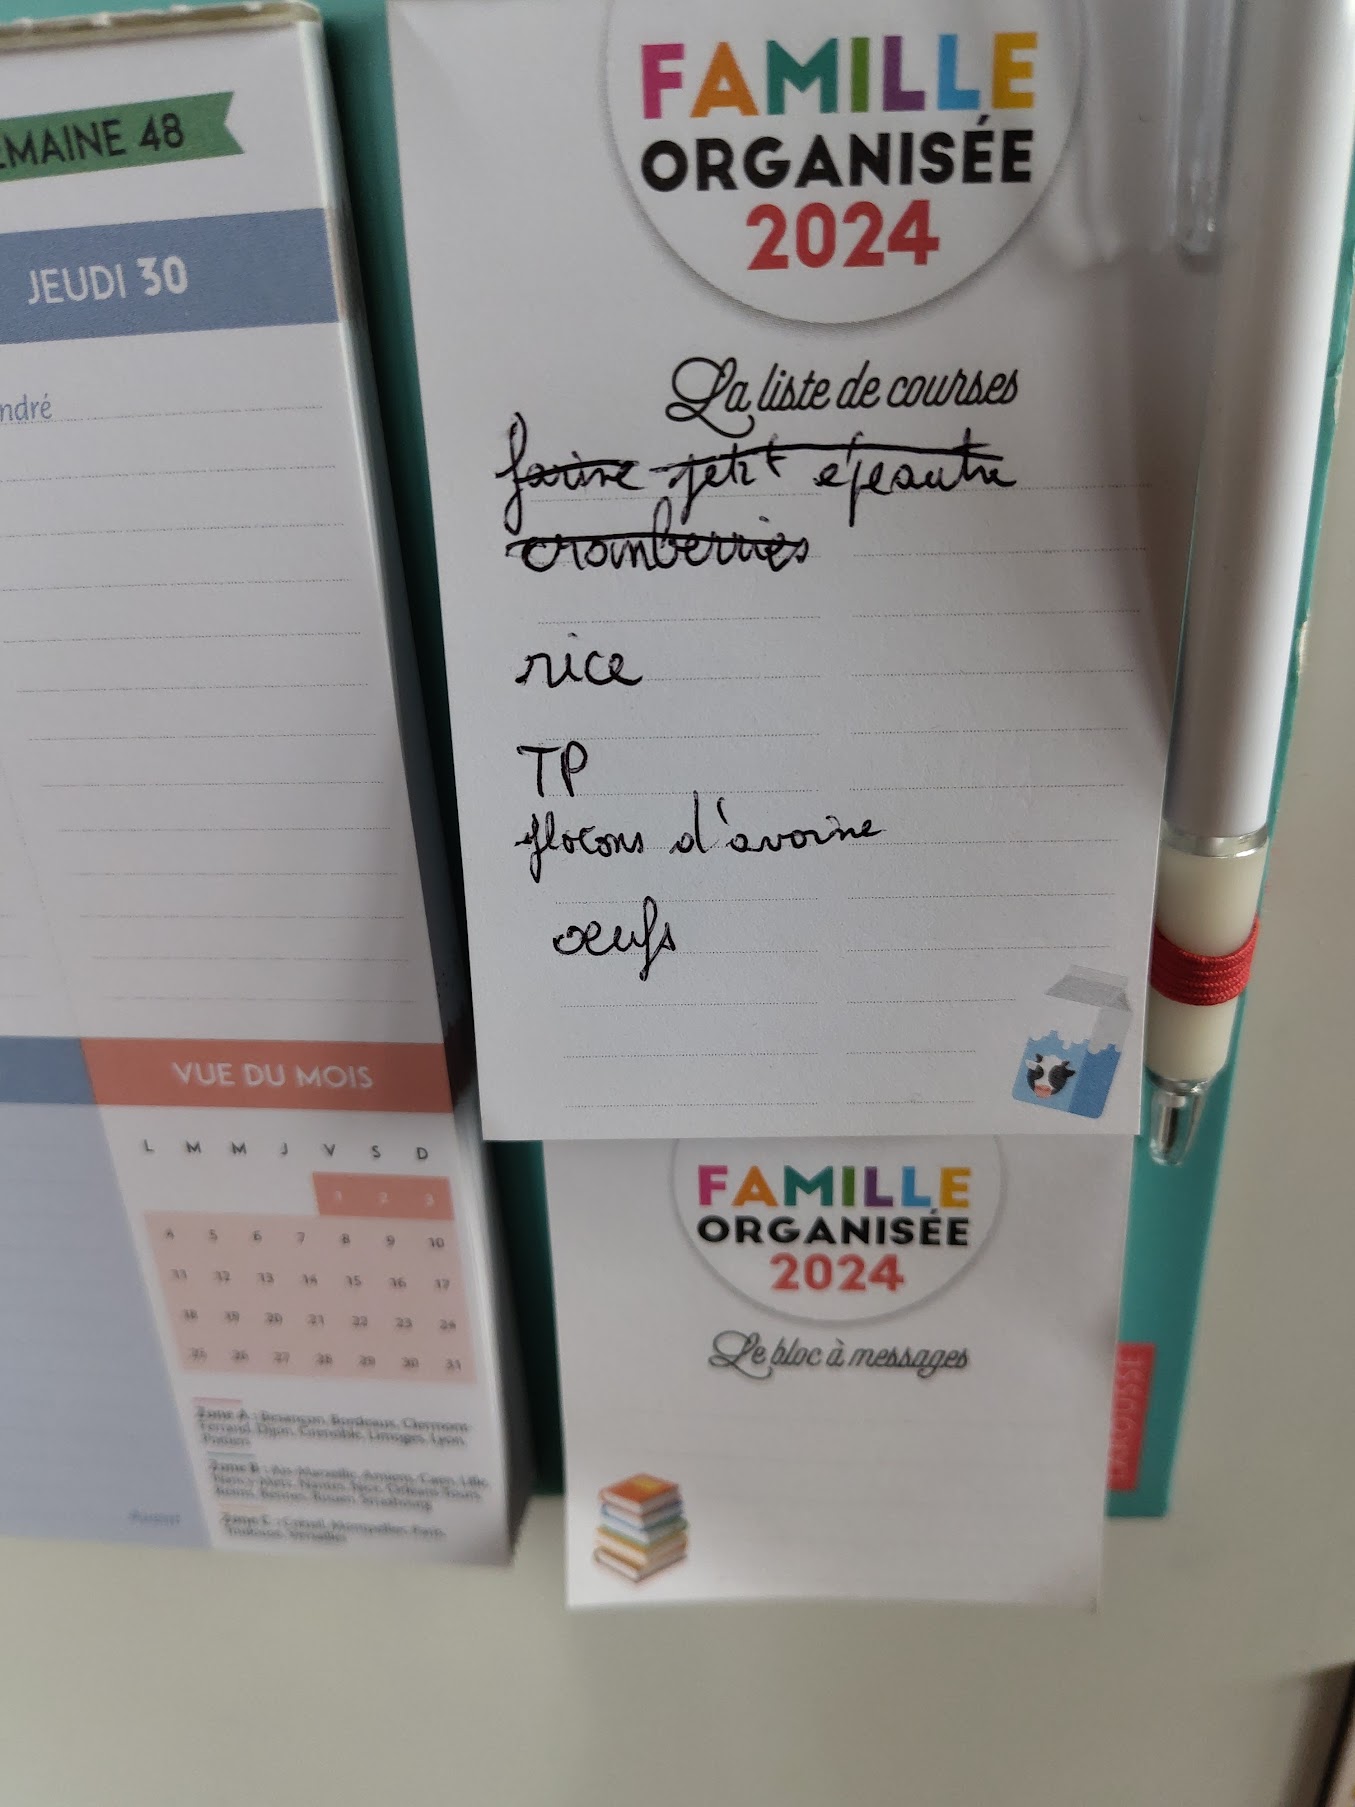 EMAINE 48
JEUDI 30
ndré
VUE DU MOIS
L M M J V S D
1 2 3
4 5 6 7 8 9 10
11 12 13 14 15 16 17
18 19 20 21 22 23 24
25 26 27 28 29 30 31
Zone A : Besançon, Bordeaux, Clermont-
Ferrand, Dijon, Grenoble, Limoges, Lyon,
Poitiers
Zone B : Aix-Marseille, Amiens, Caen, Lille,
Nancy-Metz, Nantes, Nice, Orléans-Tours,
Reims, Rennes, Rouen, Strasbourg
Zone C : Créteil, Montpellier, Paris,
Toulouse, Versailles
FAMILLE
ORGANISÉE
2024
La liste de courses
farine petit épeautre
cranberries
rice
TP
flocons d'avoine
œufs
FAMILLE
ORGANISÉE
2024
Le bloc à messages
LAROUSSE